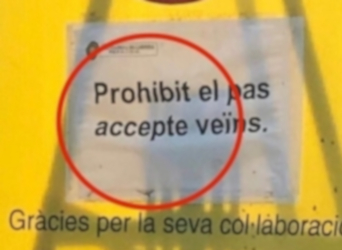 Prohibit el pas
accepte veïns.
Gràcies per la seva col·laboració